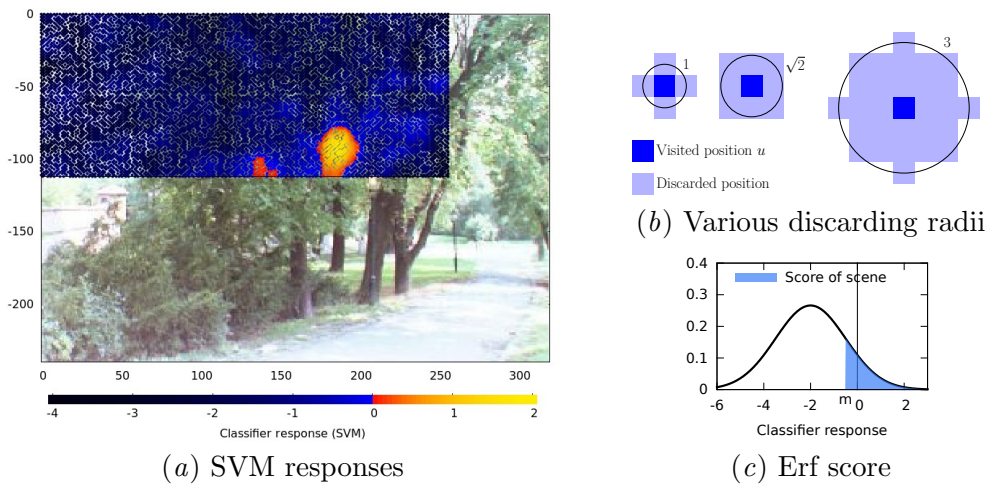 0
-50
-100
-150
-200
0 50 100 150 200 250 300
-4 -3 -2 -1 0 1 2
Classifier response (SVM)
(a) SVM responses
1
√2
3
Visited position u
Discarded position
(b) Various discarding radii
0.4
0.3
0.2
0.1
0
Score of scene
-6 -4 -2 m 0 2
Classifier response
(c) Erf score